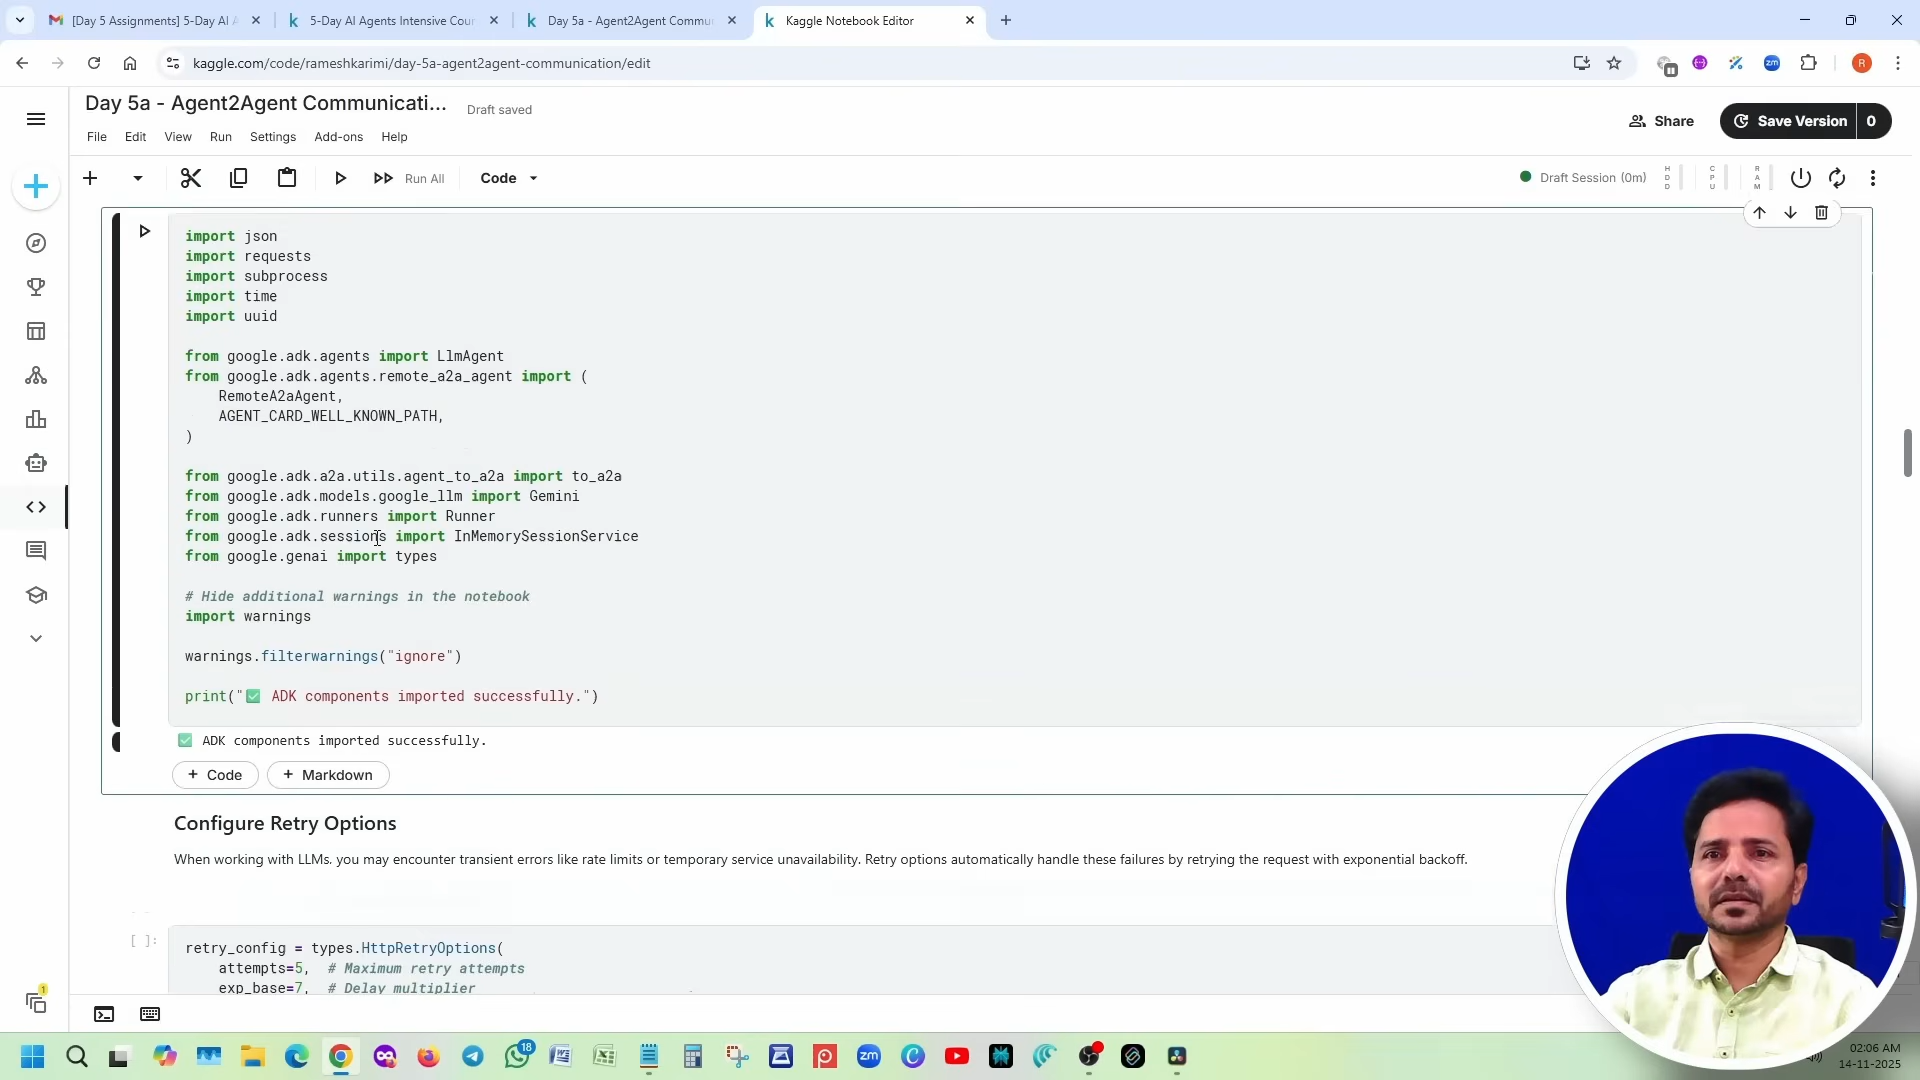 [Day 5 Assignments] 5-Day AI A
5-Day AI Agents Intensive Cour
Day 5a - Agent2Agent Commu
Kaggle Notebook Editor
kaggle.com/code/rameshkarimi/day-5a-agent2agent-communication/edit
zm
R
Day 5a - Agent2Agent Communicati...
Draft saved
File Edit View Run Settings Add-ons Help
Share
Save Version 0
Run All
Code
Draft Session (0m)
HDD
CPU
RAM
import json
import requests
import subprocess
import time
import uuid
from google.adk.agents import LlmAgent
from google.adk.agents.remote_a2a_agent import (
    RemoteA2aAgent,
    AGENT_CARD_WELL_KNOWN_PATH,
)
from google.adk.a2a.utils.agent_to_a2a import to_a2a
from google.adk.models.google_llm import Gemini
from google.adk.runners import Runner
from google.adk.sessions import InMemorySessionService
from google.genai import types
# Hide additional warnings in the notebook
import warnings
warnings.filterwarnings("ignore")
print("✅ ADK components imported successfully.")
✅ ADK components imported successfully.
+ Code
+ Markdown
Configure Retry Options
When working with LLMs. you may encounter transient errors like rate limits or temporary service unavailability. Retry options automatically handle these failures by retrying the request with exponential backoff.
[ ]:
retry_config = types.HttpRetryOptions(
    attempts=5,  # Maximum retry attempts
    exp_base=7,  # Delay multiplier
1
18
zm
02:06 AM
14-11-2025